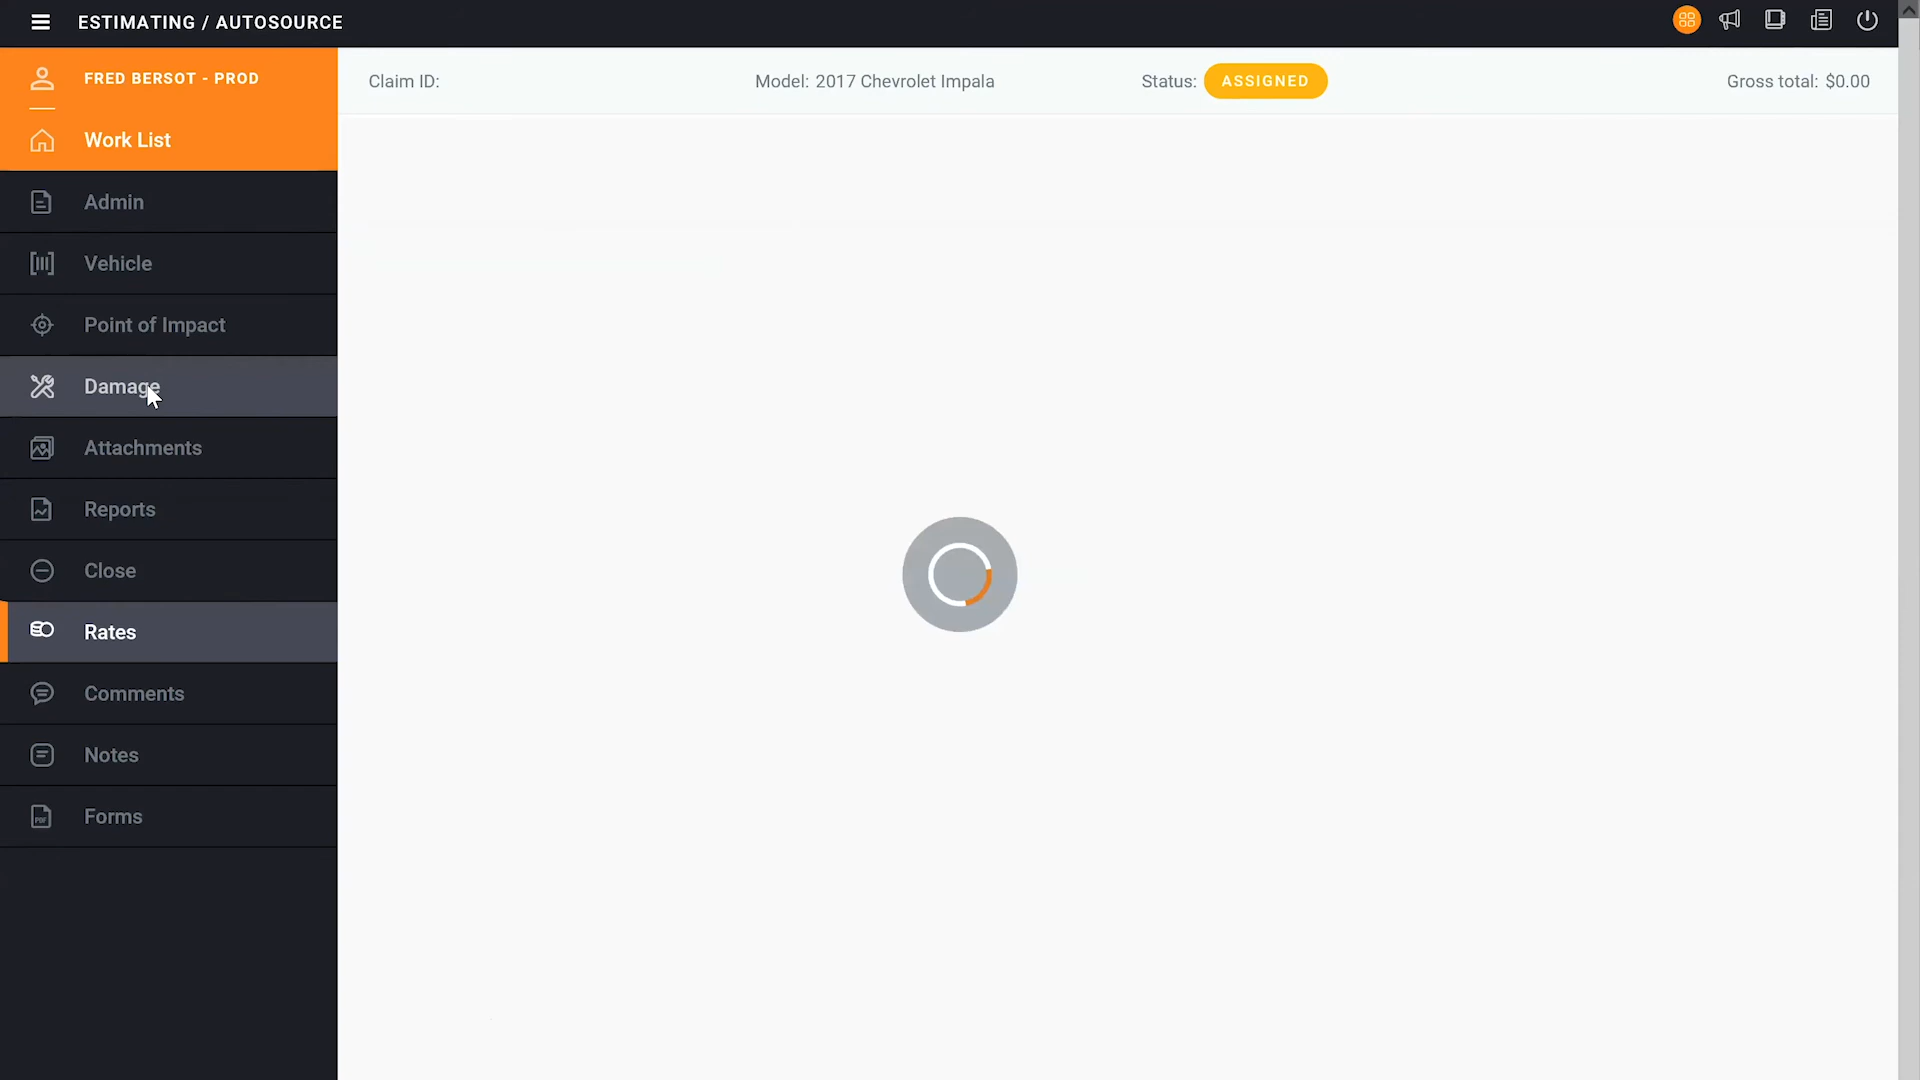 ESTIMATING / AUTOSOURCE
FRED BERSOT - PROD
Claim ID:
Model: 2017 Chevrolet Impala
Status: ASSIGNED
Gross total: $0.00
Work List
Admin
Vehicle
Point of Impact
Damage
Attachments
Reports
Close
Rates
Comments
Notes
Forms
PDF